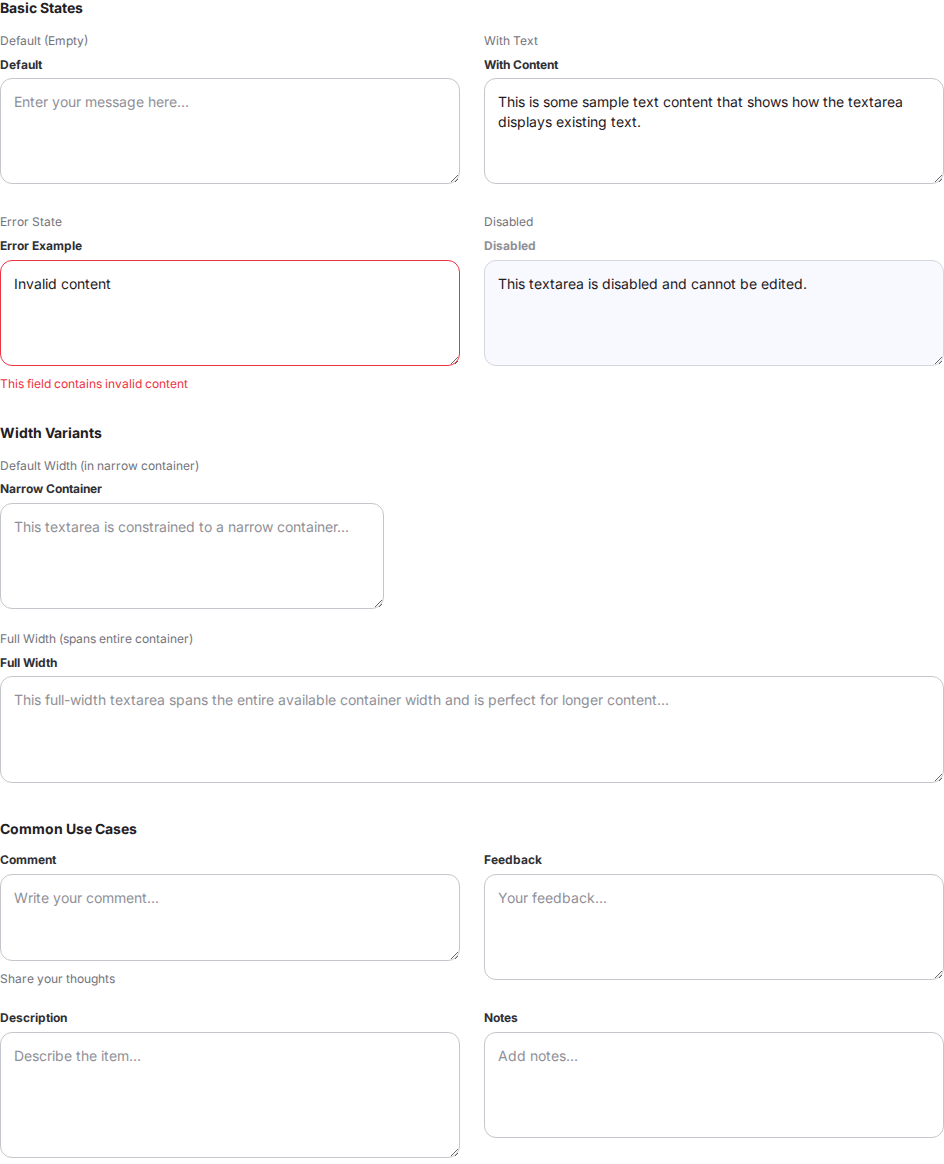 Basic States
Default (Empty)
Default
Enter your message here...
With Text
With Content
This is some sample text content that shows how the textarea
displays existing text.
Error State
Error Example
Invalid content
This field contains invalid content
Disabled
Disabled
This textarea is disabled and cannot be edited.
Width Variants
Default Width (in narrow container)
Narrow Container
This textarea is constrained to a narrow container...
Full Width (spans entire container)
Full Width
This full-width textarea spans the entire available container width and is perfect for longer content...
Common Use Cases
Comment
Write your comment...
Share your thoughts
Feedback
Your feedback...
Description
Describe the item...
Notes
Add notes...